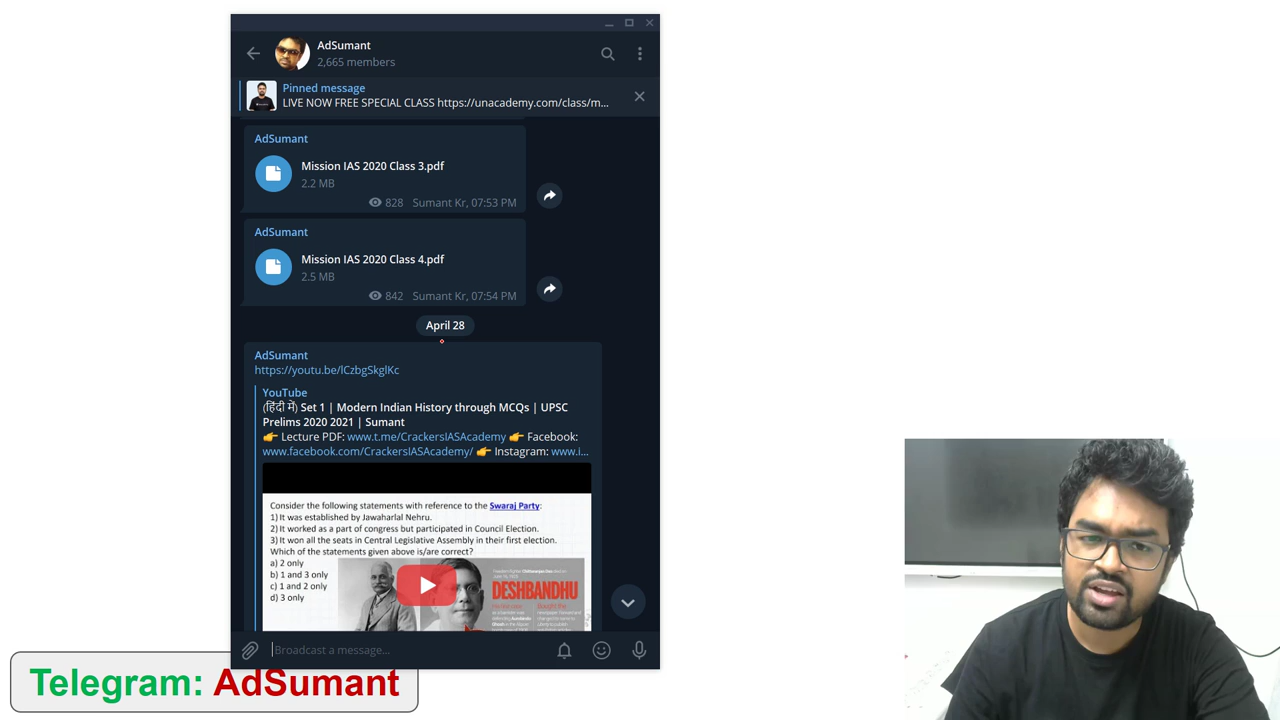 AdSumant
2,665 members
Pinned message
LIVE NOW FREE SPECIAL CLASS https://unacademy.com/class/m...
AdSumant
Mission IAS 2020 Class 3.pdf
2.2 MB
828 Sumant Kr, 07:53 PM
AdSumant
Mission IAS 2020 Class 4.pdf
2.5 MB
842 Sumant Kr, 07:54 PM
April 28
AdSumant
https://youtu.be/lCzbgSkglKc
YouTube
(हिंदी में) Set 1 | Modern Indian History through MCQs | UPSC
Prelims 2020 2021 | Sumant
👉 Lecture PDF: www.t.me/CrackersIASAcademy 👉 Facebook:
www.facebook.com/CrackersIASAcademy/ 👉 Instagram: www.i...
Consider the following statements with reference to the Swaraj Party:
1) It was established by Jawaharlal Nehru.
2) It worked as a part of congress but participated in Council Election.
3) It won all the seats in Central Legislative Assembly in their first election.
Which of the statements given above is/are correct?
a) 2 only
b) 1 and 3 only
c) 1 and 2 only
d) 3 only
DESHBANDHU
Broadcast a message...
Telegram: AdSumant